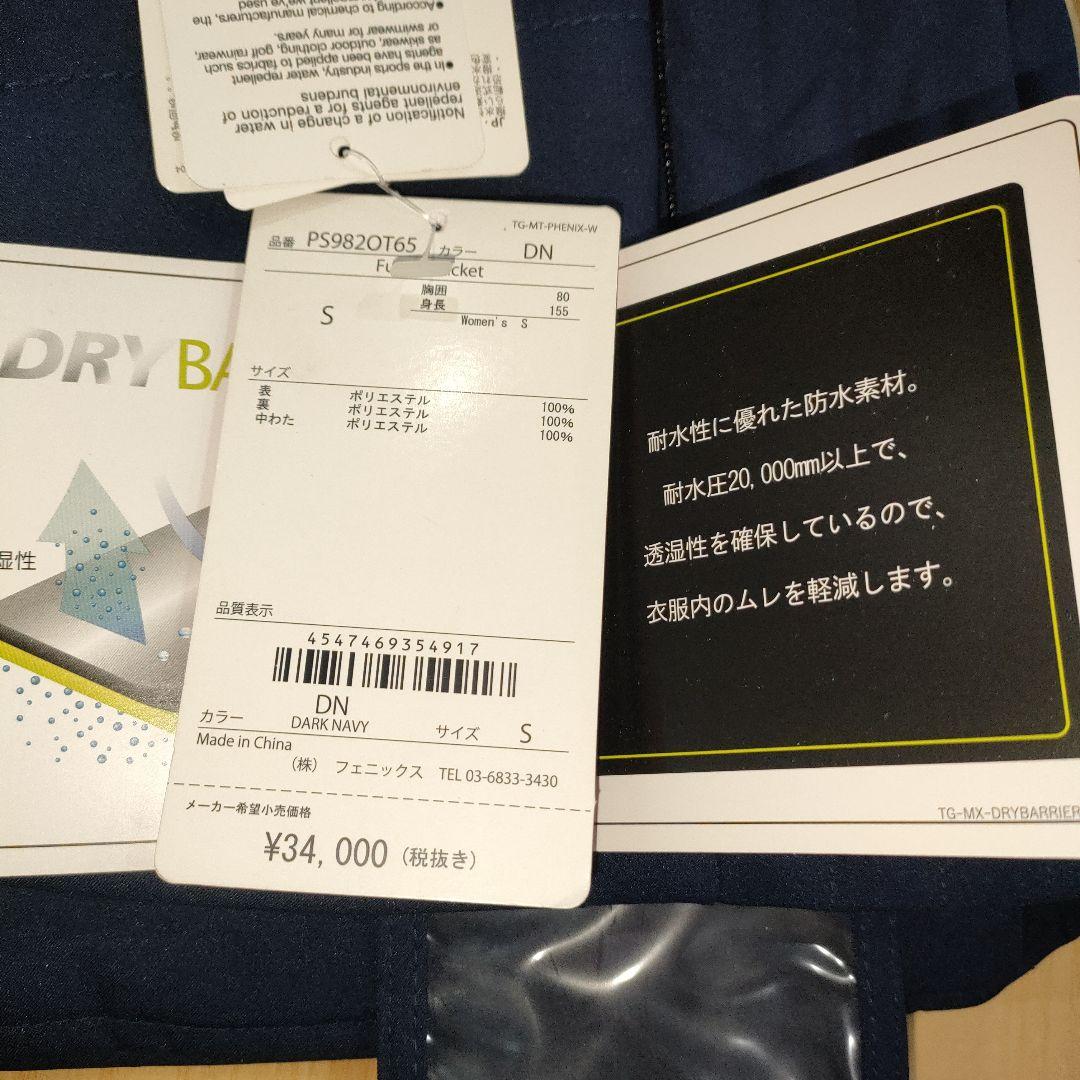 Notification of a change in water
repellent agents for a reduction of
environmental burdens
●In the sports industry, water repellent
agents have been applied to fabrics such
as skiwear, outdoor clothing, golf rainwear,
or swimwear for many years.
●According to chemical manufacturers, the
JP
TG-MT-PHENIX-W
品番 PS982OT65 カラー DN
胸囲 80
身長 155
S
Women's S
サイズ
表 ポリエステル 100%
裏 ポリエステル 100%
中わた ポリエステル 100%
品質表示
4547469354917
DN
カラー DARK NAVY サイズ S
Made in China
（株） フェニックス TEL 03-6833-3430
メーカー希望小売価格
¥34,000（税抜き）
DRYBA
湿性
耐水性に優れた防水素材。
耐水圧20,000mm以上で、
透湿性を確保しているので、
衣服内のムレを軽減します。
TG-MX-DRYBARRIER